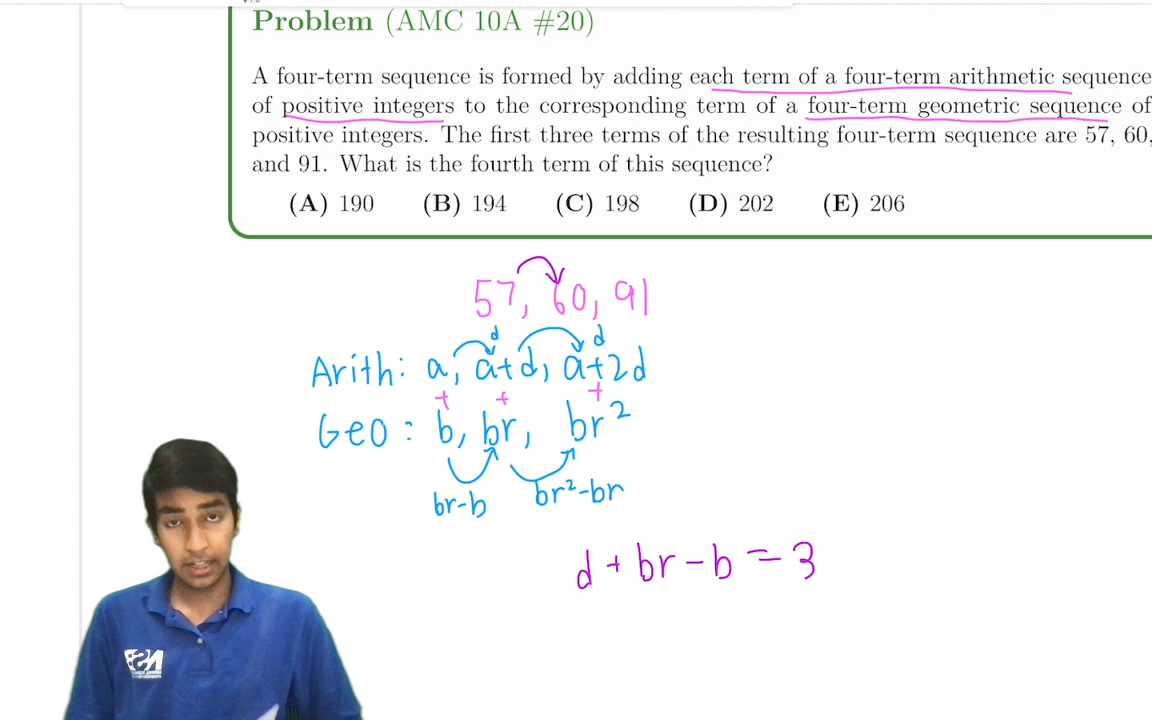 Problem (AMC 10A #20)
A four-term sequence is formed by adding each term of a four-term arithmetic sequence
of positive integers to the corresponding term of a four-term geometric sequence of
positive integers. The first three terms of the resulting four-term sequence are 57, 60,
and 91. What is the fourth term of this sequence?
(A) 190 (B) 194 (C) 198 (D) 202 (E) 206
57, 60, 91
d d
Arith: a, a+d, a+2d
+ + +
Geo: b, br, br²
br-b br²-br
d + br - b = 3